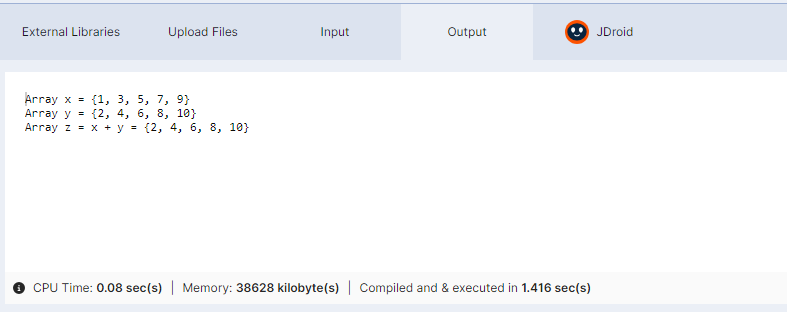 External Libraries Upload Files Input Output JDroid
Array x = {1, 3, 5, 7, 9}
Array y = {2, 4, 6, 8, 10}
Array z = x + y = {2, 4, 6, 8, 10}
CPU Time: 0.08 sec(s) | Memory: 38628 kilobyte(s) | Compiled and & executed in 1.416 sec(s)